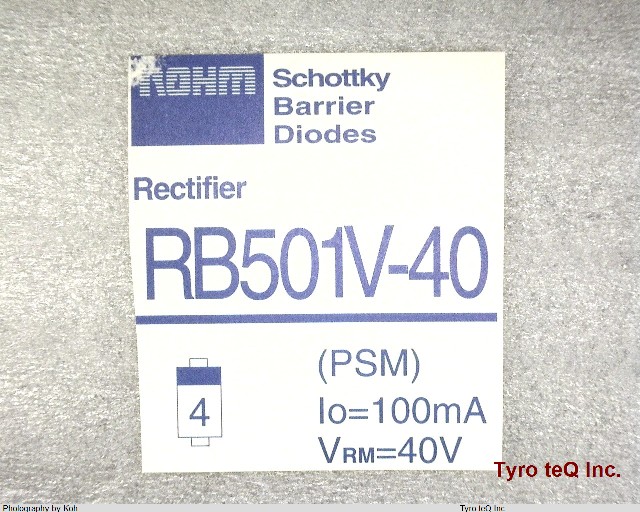 ROHM
Schottky
Barrier
Diodes
Rectifier
RB501V-40
4
(PSM)
Io=100mA
VRM=40V
Tyro teQ Inc.
Photography by Koh
Tyro teQ Inc